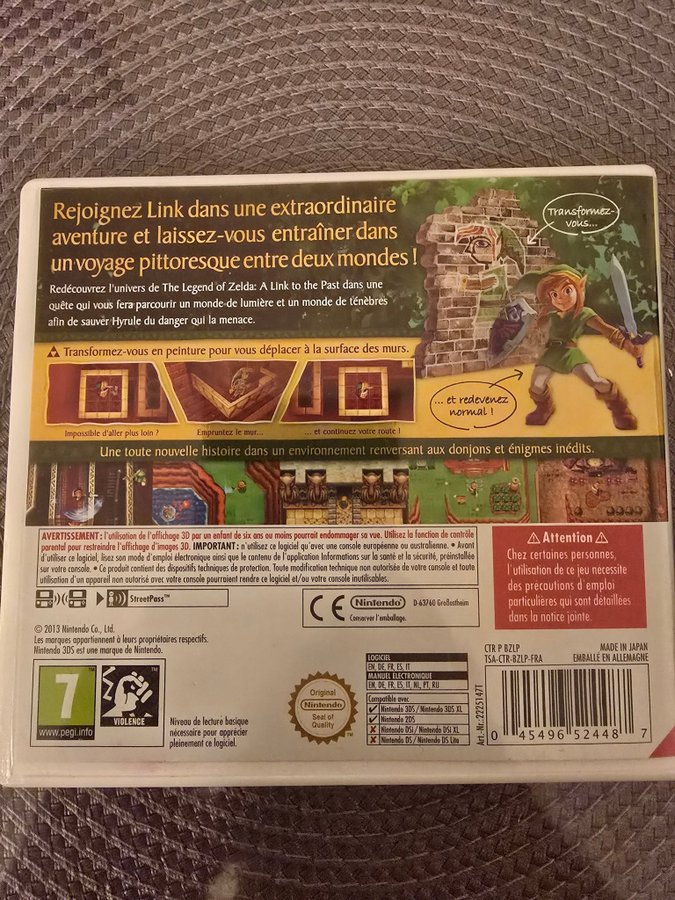 Rejoignez Link dans une extraordinaire
aventure et laissez-vous entraîner dans
un voyage pittoresque entre deux mondes !
Redécouvrez l'univers de The Legend of Zelda: A Link to the Past dans une
quête qui vous fera parcourir un monde de lumière et un monde de ténèbres
afin de sauver Hyrule du danger qui la menace.
Transformez-
vous...
Transformez-vous en peinture pour vous déplacer à la surface des murs.
Impossible d'aller plus loin ?
Empruntez le mur...
... et continuez votre route !
... et redevenez
normal !
Une toute nouvelle histoire dans un environnement renversant aux donjons et énigmes inédits.
AVERTISSEMENT : l'utilisation de l'affichage 3D par un enfant de six ans ou moins pourrait endommager sa vue. Utilisez la fonction de contrôle
parental pour restreindre l'affichage d'images 3D. IMPORTANT : n'utilisez ce logiciel qu'avec une console européenne ou australienne. • Avant
d'utiliser ce logiciel, lisez son mode d'emploi électronique ainsi que le contenu de l'application Informations sur la santé et la sécurité, préinstallée
sur votre console. • Ce produit contient des dispositifs techniques de protection. Toute modification technique non autorisée de votre console et toute
utilisation d'un appareil non autorisé avec votre console pourraient rendre ce logiciel et/ou votre console inutilisables.
⚠ Attention ⚠
Chez certaines personnes,
l'utilisation de ce jeu nécessite
des précautions d'emploi
particulières qui sont détaillées
dans la notice jointe.
StreetPass™
CE
Nintendo®
Conserver l'emballage.
D-63760 Großostheim
© 2013 Nintendo Co., Ltd.
Les marques appartiennent à leurs propriétaires respectifs.
Nintendo 3DS est une marque de Nintendo.
7
www.pegi.info
VIOLENCE
Niveau de lecture basique
nécessaire pour apprécier
pleinement ce logiciel.
Original
Nintendo
Seal of
Quality
TM
LOGICIEL
EN, DE, FR, ES, IT
MANUEL ÉLECTRONIQUE
EN, DE, FR, ES, IT, NL, PT, RU
Compatible avec
✓ Nintendo 3DS / Nintendo 3DS XL
✓ Nintendo 2DS
✗ Nintendo DSi / Nintendo DSi XL
✗ Nintendo DS / Nintendo DS Lite
Art.-Nr. 2225147T
CTR P BZLP
TSA-CTR-BZLP-FRA
MADE IN JAPAN
EMBALLÉ EN ALLEMAGNE
0 45496 52448 7